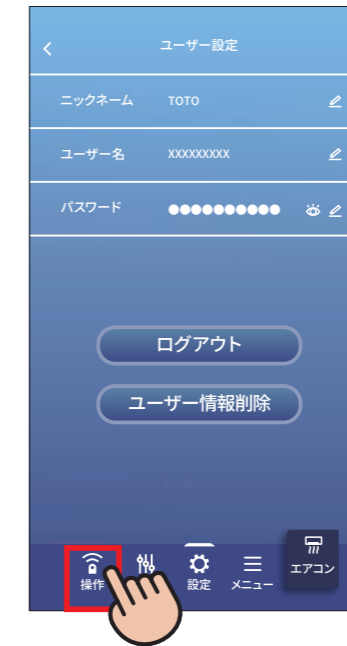 ユーザー設定
ニックネーム TOTO
ユーザー名 XXXXXXXXX
パスワード ●●●●●●●●●●
ログアウト
ユーザー情報削除
操作 設定 メニュー エアコン